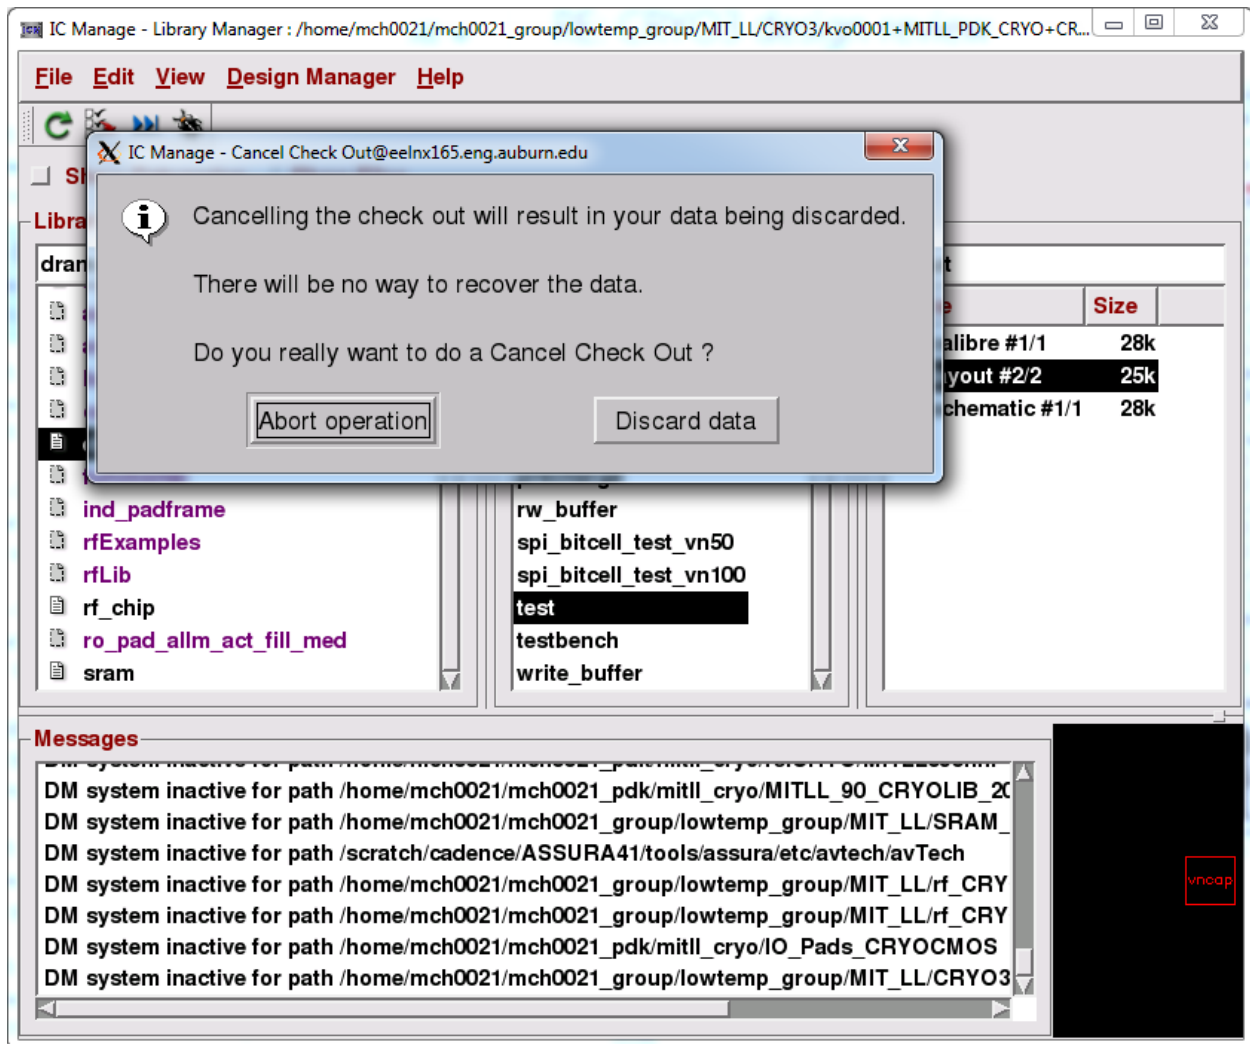 IC Manage - Library Manager : /home/mch0021/mch0021_group/lowtemp_group/MIT_LL/CRYO3/kvo0001+MITLL_PDK_CRYO+CR...
File Edit View Design Manager Help
IC Manage - Cancel Check Out@eelnx165.eng.auburn.edu
Cancelling the check out will result in your data being discarded.
There will be no way to recover the data.
Do you really want to do a Cancel Check Out ?
Abort operation Discard data
Size
#1/1 28k
#2/2 25k
#1/1 28k
ind_padframe
rfExamples
rfLib
rf_chip
ro_pad_allm_act_fill_med
sram
rw_buffer
spi_bitcell_test_vn50
spi_bitcell_test_vn100
test
testbench
write_buffer
Messages
DM system inactive for path /home/mch0021/mch0021_pdk/mitll_cryo/MITLL_90_CRYOLIB_20
DM system inactive for path /home/mch0021/mch0021_group/lowtemp_group/MIT_LL/SRAM_
DM system inactive for path /scratch/cadence/ASSURA41/tools/assura/etc/avtech/avTech
DM system inactive for path /home/mch0021/mch0021_group/lowtemp_group/MIT_LL/rf_CRY
DM system inactive for path /home/mch0021/mch0021_group/lowtemp_group/MIT_LL/rf_CRY
DM system inactive for path /home/mch0021/mch0021_pdk/mitll_cryo/IO_Pads_CRYOCMOS
DM system inactive for path /home/mch0021/mch0021_group/lowtemp_group/MIT_LL/CRYO3
vncap